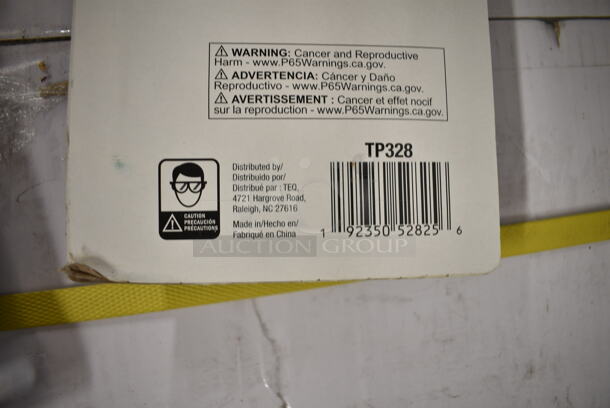 ⚠ WARNING: Cancer and Reproductive
Harm - www.P65Warnings.ca.gov.
⚠ ADVERTENCIA: Cáncer y Daño
Reproductivo - www.P65Warnings.ca.gov.
⚠ AVERTISSEMENT : Cancer et effet nocif
sur la reproduction - www.P65Warnings.ca.gov.
TP328
CAUTION
PRECAUCIÓN
PRÉCAUTIONS
Distributed by/
Distribuido por/
Distribué par : TEQ,
4721 Hargrove Road,
Raleigh, NC 27616
Made in/Hecho en/
Fabriqué en China
1 92350 52825 6
AUCTION GROUP